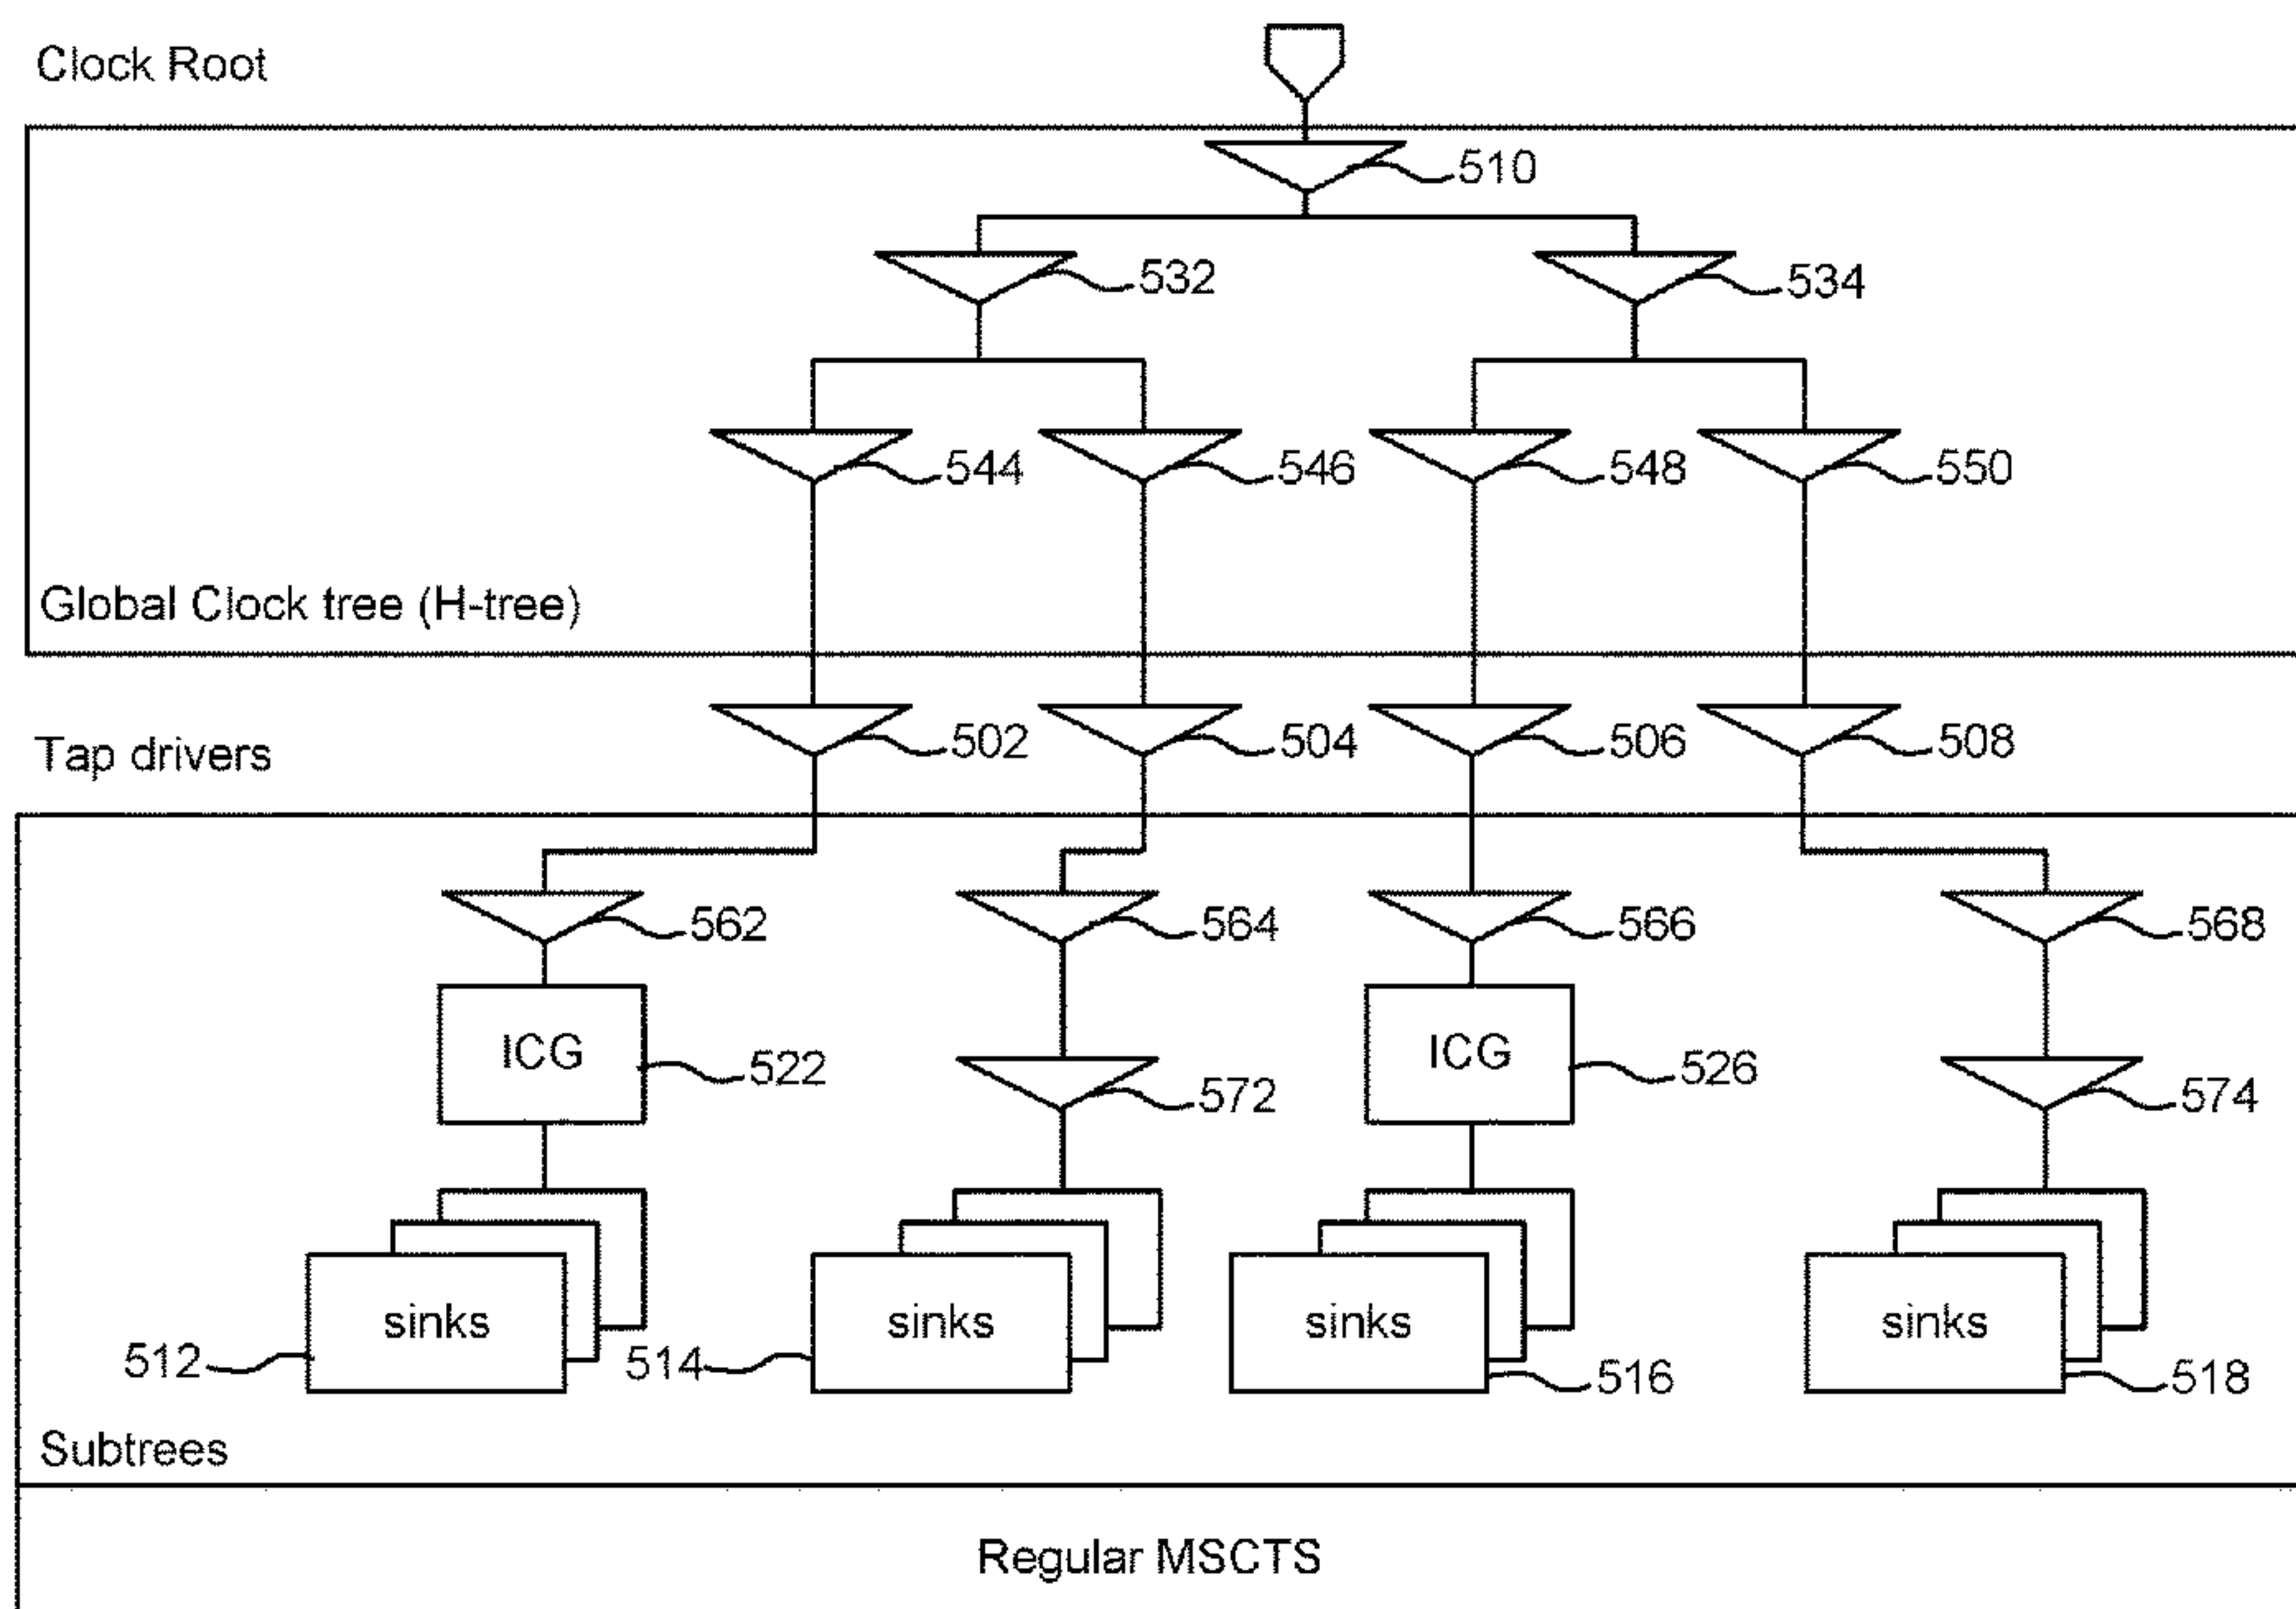 Clock Root
510
532
534
544
546
548
550
Global Clock tree (H-tree)
502
504
506
508
Tap drivers
562
564
566
568
ICG
522
572
ICG
526
574
sinks
512
sinks
514
sinks
516
sinks
518
Subtrees
Regular MSCTS